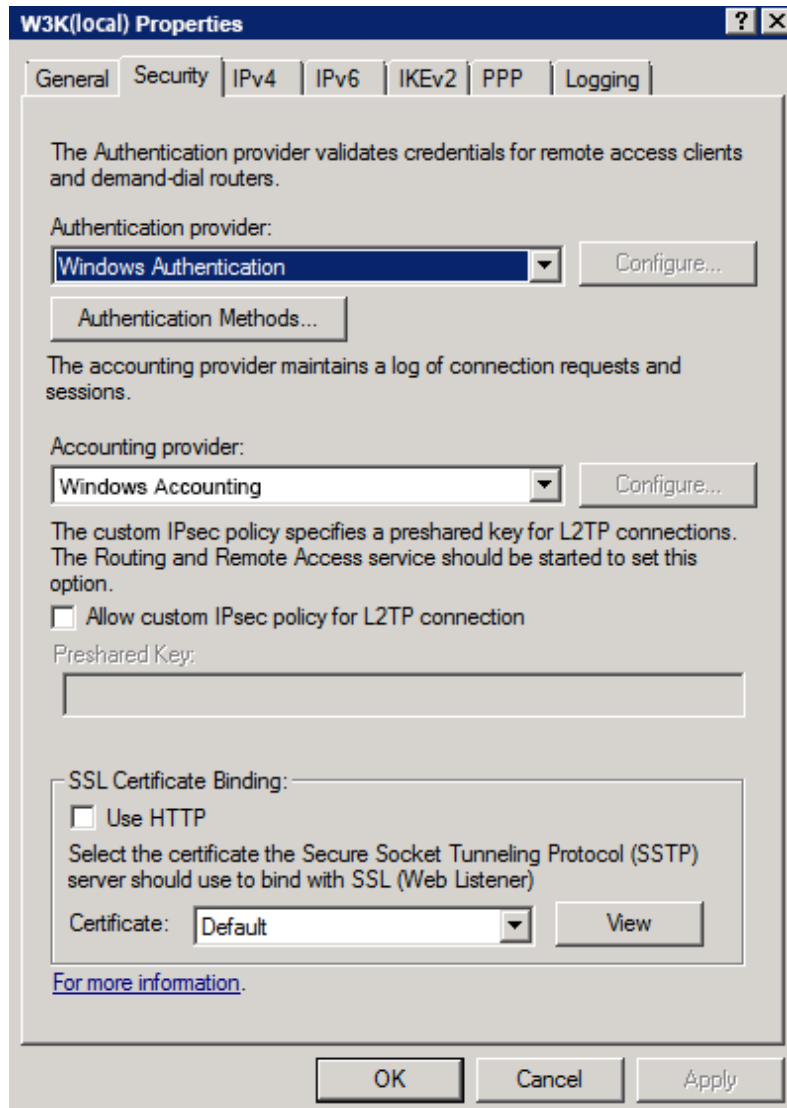 W3K(local) Properties
General Security IPv4 IPv6 IKEv2 PPP Logging
The Authentication provider validates credentials for remote access clients
and demand-dial routers.
Authentication provider:
Windows Authentication Configure...
Authentication Methods...
The accounting provider maintains a log of connection requests and
sessions.
Accounting provider:
Windows Accounting Configure...
The custom IPsec policy specifies a preshared key for L2TP connections.
The Routing and Remote Access service should be started to set this
option.
Allow custom IPsec policy for L2TP connection
Preshared Key:
SSL Certificate Binding:
Use HTTP
Select the certificate the Secure Socket Tunneling Protocol (SSTP)
server should use to bind with SSL (Web Listener)
Certificate: Default View
For more information.
OK Cancel Apply